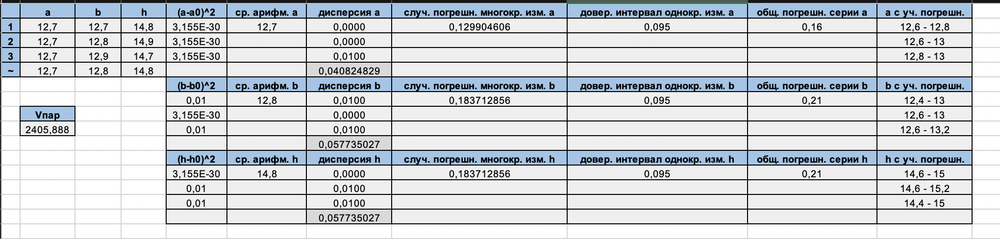 a b h (a-a0)^2 ср. арифм. a дисперсия a случ. погрешн. многокр. изм. a довер. интервал однокр. изм. a общ. погрешн. серии a a с уч. погрешн.
1 12,7 12,7 14,8 3,155E-30 12,7 0,0000 0,129904606 0,095 0,16 12,6 - 12,8
2 12,7 12,8 14,9 3,155E-30 0,0000 12,6 - 13
3 12,7 12,9 14,7 3,155E-30 0,0100 12,8 - 13
~ 12,7 12,8 14,8 0,040824829
(b-b0)^2 ср. арифм. b дисперсия b случ. погрешн. многокр. изм. b довер. интервал однокр. изм. b общ. погрешн. серии b b с уч. погрешн.
0,01 12,8 0,0100 0,183712856 0,095 0,21 12,4 - 13
Vпар 3,155E-30 0,0000 12,6 - 13
2405,888 0,01 0,0100 12,6 - 13,2
0,057735027
(h-h0)^2 ср. арифм. h дисперсия h случ. погрешн. многокр. изм. h довер. интервал однокр. изм. h общ. погрешн. серии h h с уч. погрешн.
3,155E-30 14,8 0,0000 0,183712856 0,095 0,21 14,6 - 15
0,01 0,0100 14,6 - 15,2
0,01 0,0100 14,4 - 15
0,057735027